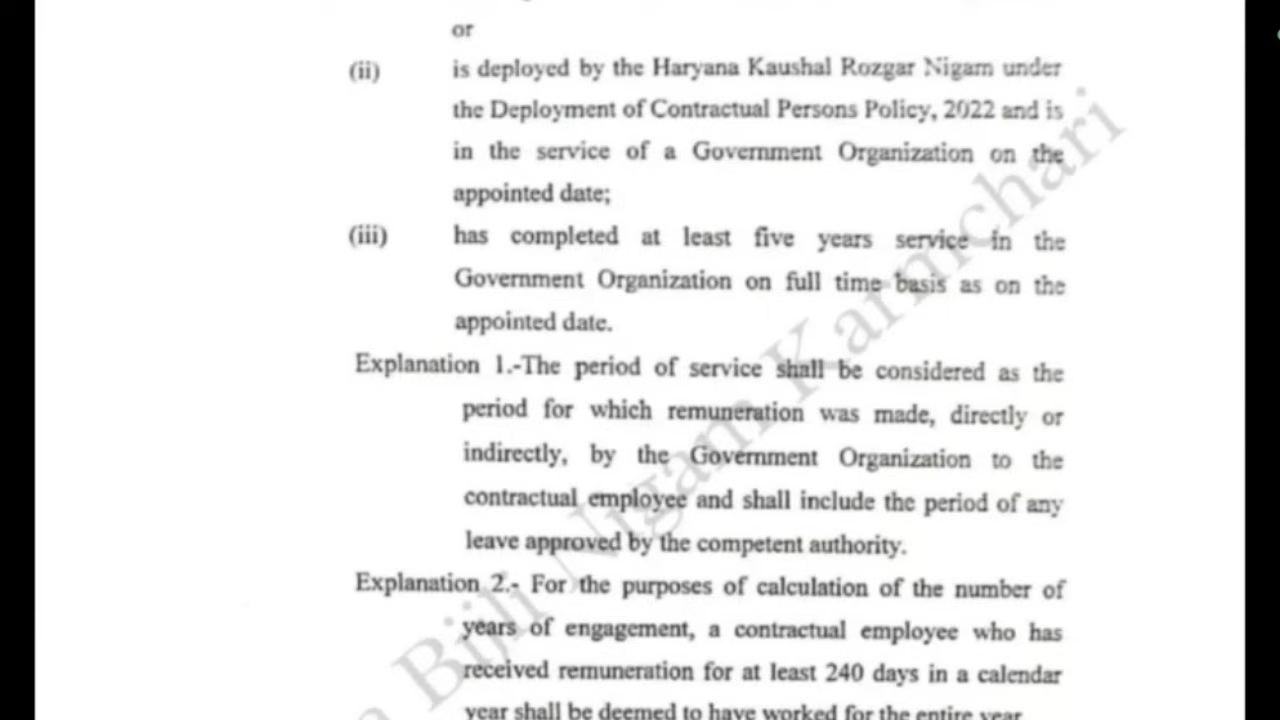 or
(ii) is deployed by the Haryana Kaushal Rozgar Nigam under
the Deployment of Contractual Persons Policy, 2022 and is
in the service of a Government Organization on the
appointed date;
(iii) has completed at least five years service in the
Government Organization on full time basis as on the
appointed date.
Explanation 1.-The period of service shall be considered as the
period for which remuneration was made, directly or
indirectly, by the Government Organization to the
contractual employee and shall include the period of any
leave approved by the competent authority.
Explanation 2.- For the purposes of calculation of the number of
years of engagement, a contractual employee who has
received remuneration for at least 240 days in a calendar
year shall be deemed to have worked for the entire year
Bijli Nigam Karmchari